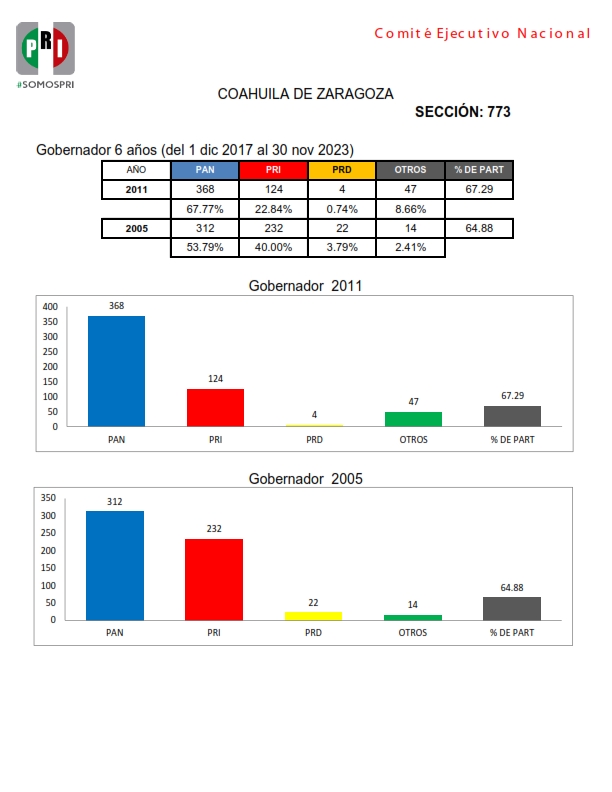 Comité Ejecutivo Nacional
PRI
#SOMOSPRI
COAHUILA DE ZARAGOZA
SECCIÓN: 773
Gobernador 6 años (del 1 dic 2017 al 30 nov 2023)
AÑO PAN PRI PRD OTROS % DE PART
2011 368 124 4 47 67.29
67.77% 22.84% 0.74% 8.66%
2005 312 232 22 14 64.88
53.79% 40.00% 3.79% 2.41%
Gobernador 2011
400
350
300
250
200
150
100
50
0
368
124
4
47
67.29
PAN PRI PRD OTROS % DE PART
Gobernador 2005
350
300
250
200
150
100
50
0
312
232
22
14
64.88
PAN PRI PRD OTROS % DE PART